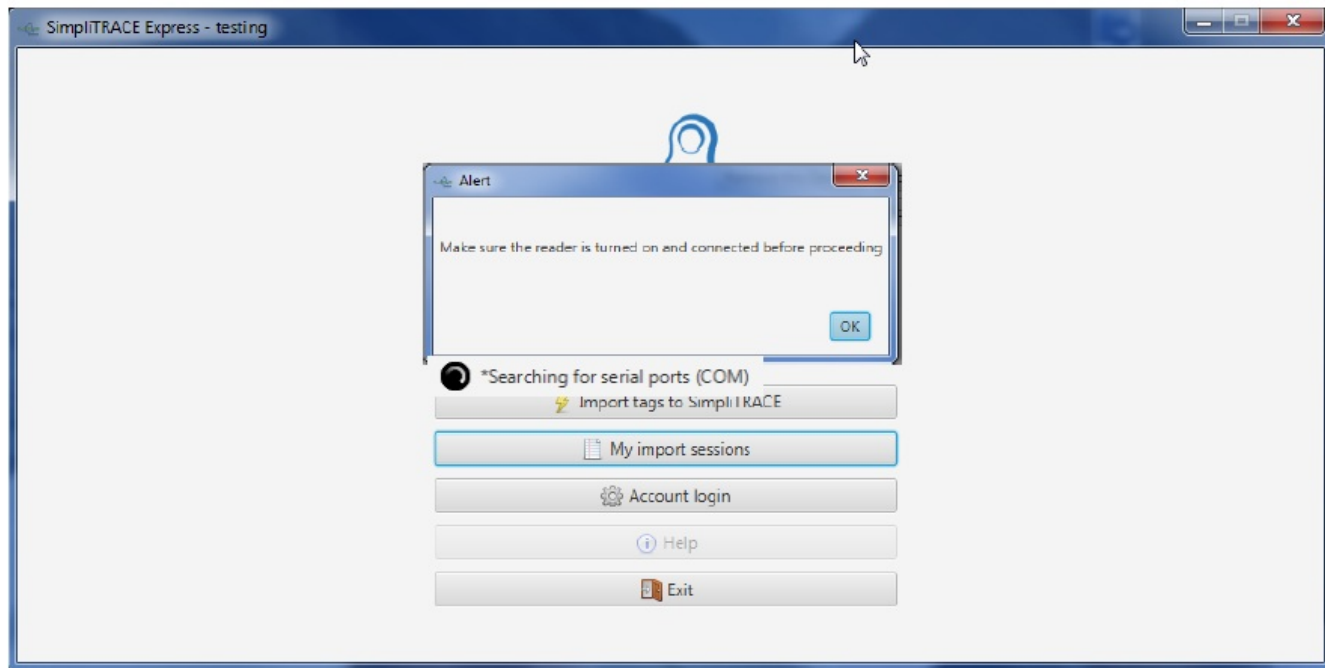 SimpliTRACE Express - testing
Alert
Make sure the reader is turned on and connected before proceeding
OK
*Searching for serial ports (COM)
Import tags to SimpliTRACE
My import sessions
Account login
Help
Exit